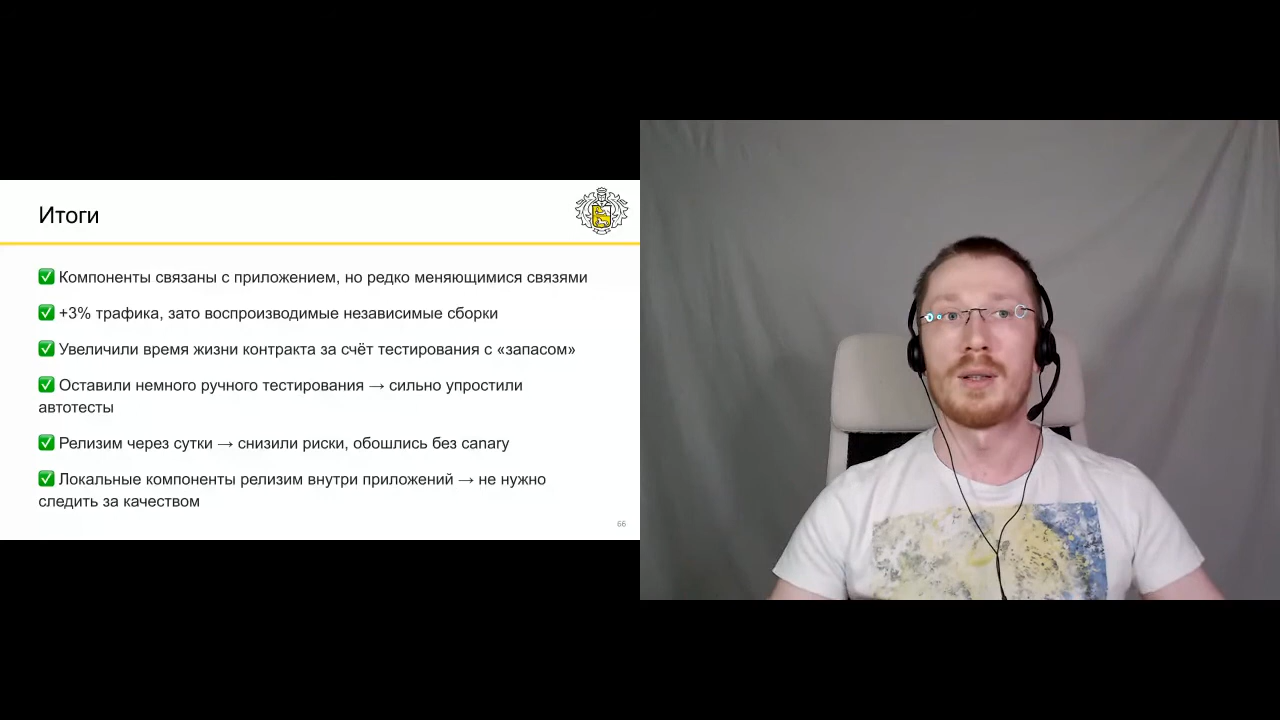 Итоги
✅ Компоненты связаны с приложением, но редко меняющимися связями
✅ +3% трафика, зато воспроизводимые независимые сборки
✅ Увеличили время жизни контракта за счёт тестирования с «запасом»
✅ Оставили немного ручного тестирования → сильно упростили
автотесты
✅ Релизим через сутки → снизили риски, обошлись без canary
✅ Локальные компоненты релизим внутри приложений → не нужно
следить за качеством
66